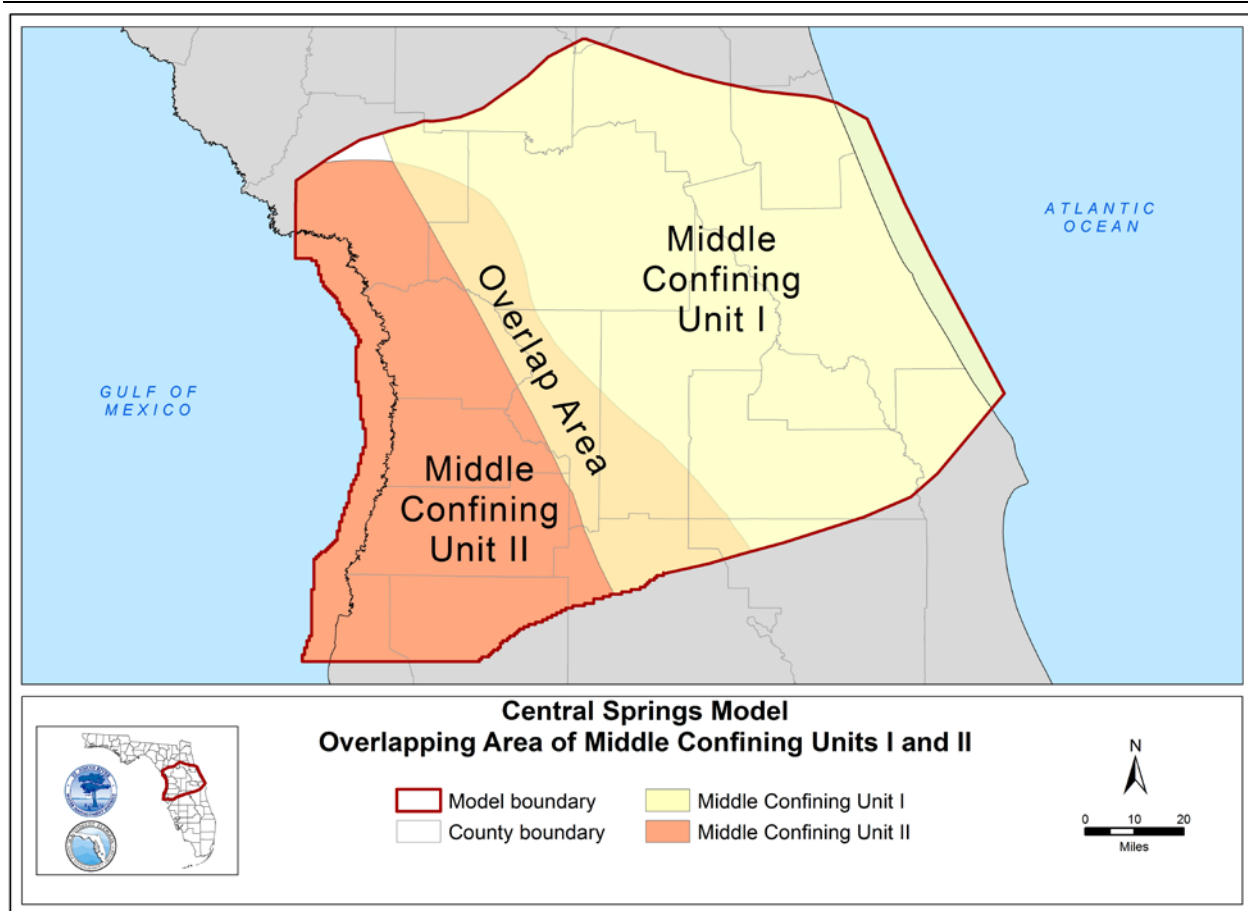 Middle
Confining
Unit I
ATLANTIC
OCEAN
Overlap Area
GULF OF
MEXICO
Middle
Confining
Unit II
Central Springs Model
Overlapping Area of Middle Confining Units I and II
Model boundary
County boundary
Middle Confining Unit I
Middle Confining Unit II
N
0 10 20
Miles